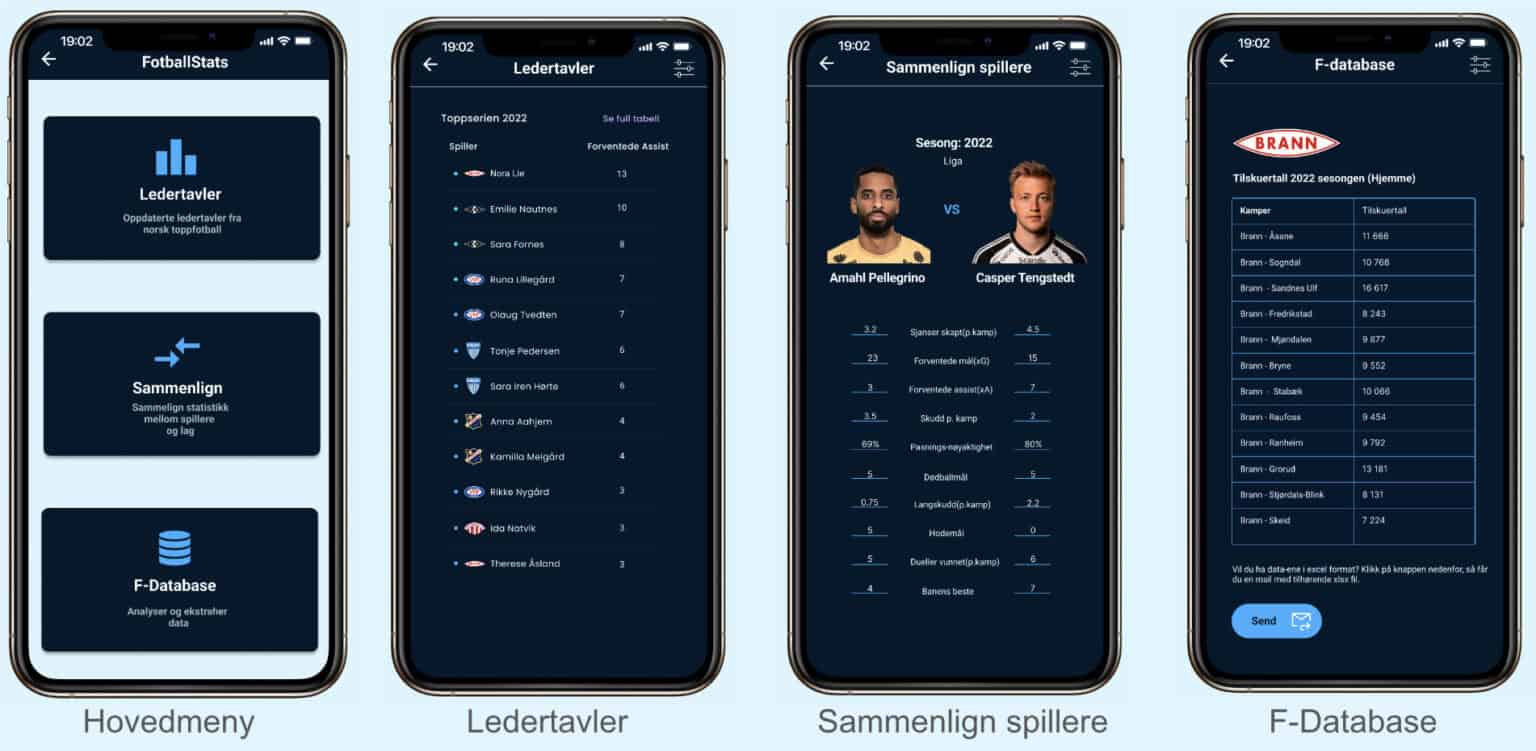 19:02
FotballStats
Ledertavler
Oppdaterte ledertavler fra
norsk toppfotball
Sammenlign
Sammelign statistikk
mellom spillere
og lag
F-Database
Analyser og ekstraher
data
Hovedmeny
19:02
Ledertavler
Toppserien 2022 Se full tabell
Spiller Forventede Assist
Nora Lie 13
Emilie Nautnes 10
Sara Fornes 8
Runa Lillegård 7
Olaug Tvedten 7
Tonje Pedersen 6
Sara Iren Hørte 6
Anna Aahjem 4
Kamilla Melgård 4
Rikke Nygård 3
Ida Natvik 3
Therese Åsland 3
Ledertavler
19:02
Sammenlign spillere
Sesong: 2022
Liga
VS
Amahl Pellegrino Casper Tengstedt
3.2 Sjanser skapt(p.kamp) 4.5
23 Forventede mål(xG) 15
3 Forventede assist(xA) 7
3.5 Skudd p. kamp 2
69% Pasnings-nøyaktighet 80%
5 Dødballmål 5
0.75 Langskudd(p.kamp) 2.2
5 Hodemål 0
5 Dueller vunnet(p.kamp) 6
4 Banens beste 7
Sammenlign spillere
19:02
F-database
BRANN
Tilskuertall 2022 sesongen (Hjemme)
Kamper Tilskuertall
Brann - Åsane 11 666
Brann - Sogndal 10 766
Brann - Sandnes Ulf 16 617
Brann - Fredrikstad 8 243
Brann - Mjøndalen 9 877
Brann - Bryne 9 552
Brann - Stabæk 10 066
Brann - Raufoss 9 454
Brann - Ranheim 9 792
Brann - Grorud 13 181
Brann - Stjørdals-Blink 8 131
Brann - Skeid 7 224
Vil du ha data-ene i excel format? Klikk på knappen nedenfor, så får
du en mail med tilhørende xlsx fil.
Send
F-Database